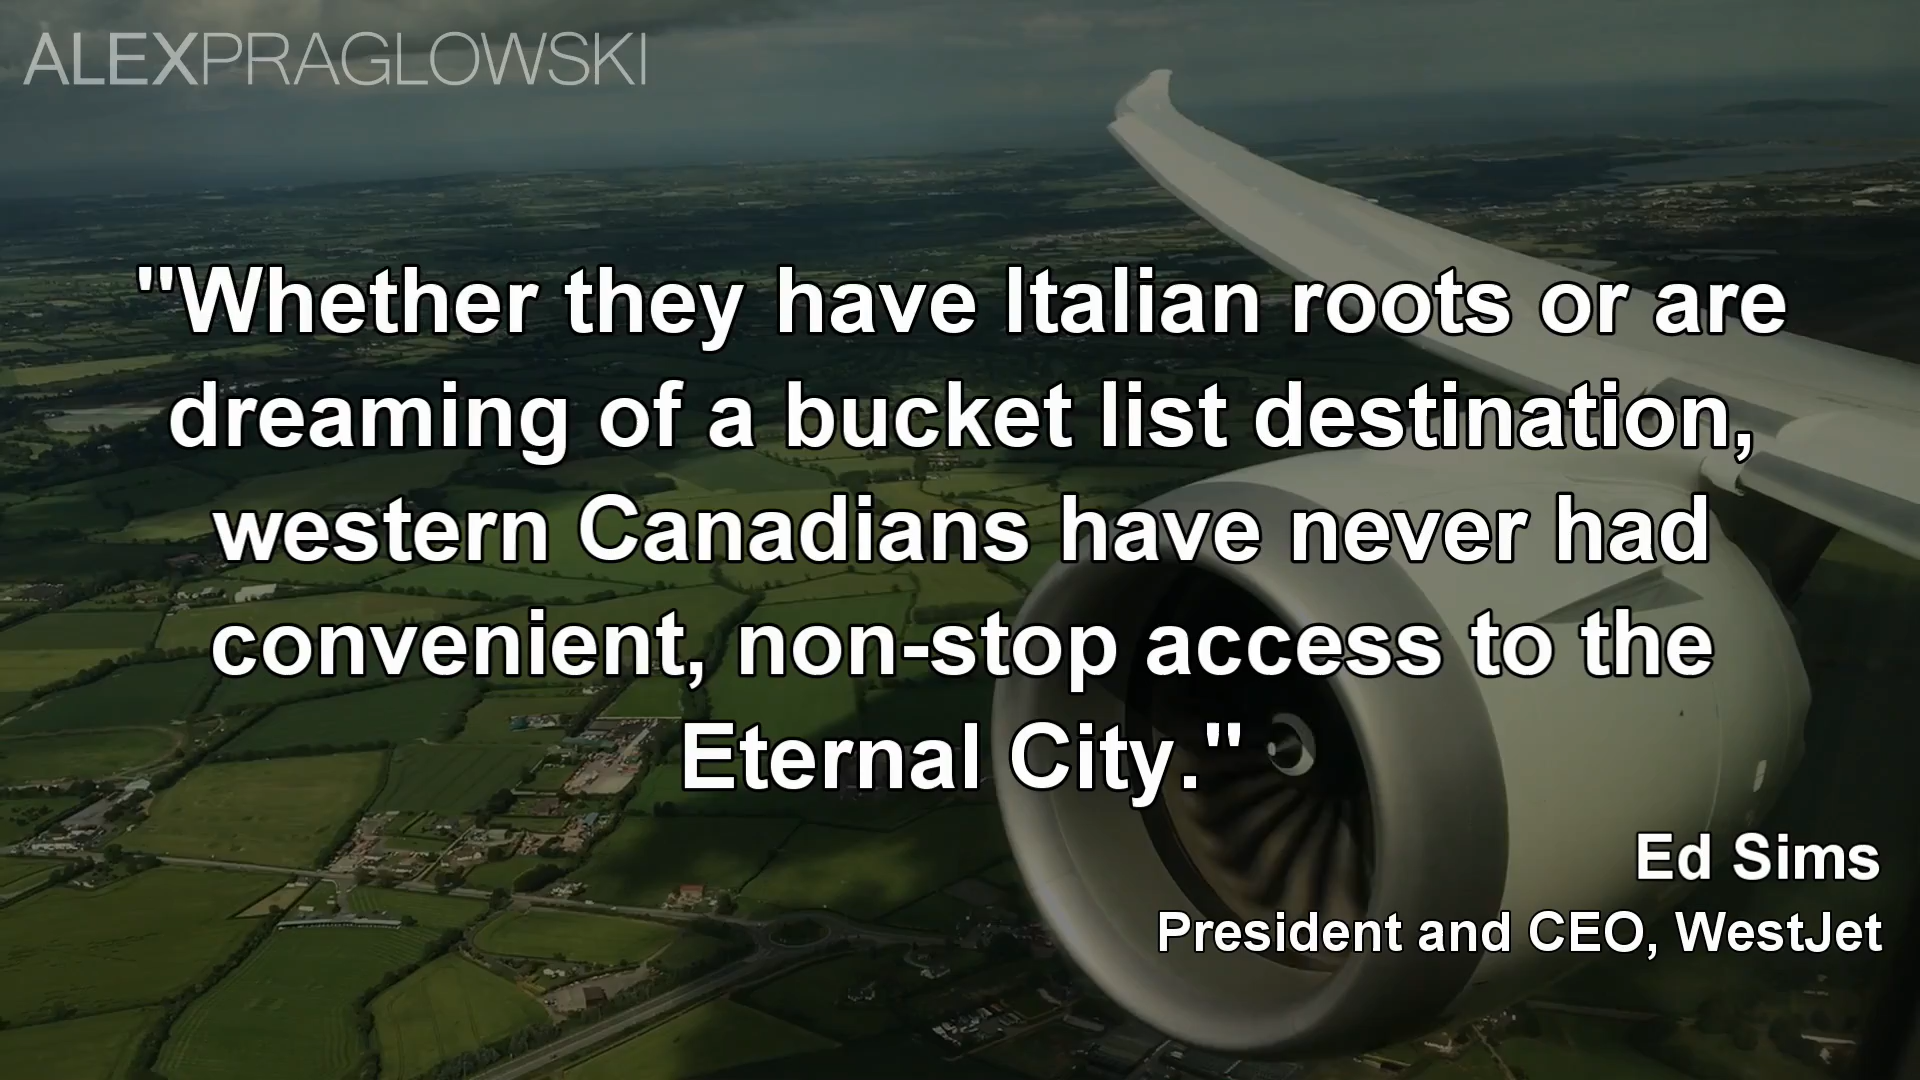 ALEXPRAGLOWSKI
"Whether they have Italian roots or are
dreaming of a bucket list destination,
western Canadians have never had
convenient, non-stop access to the
Eternal City."
Ed Sims
President and CEO, WestJet